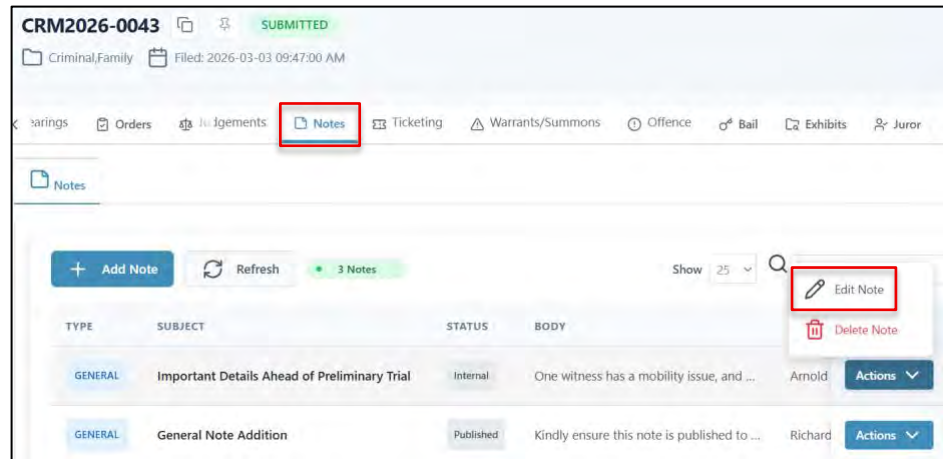 CRM2026-0043 SUBMITTED
Criminal,Family Filed: 2026-03-03 09:47:00 AM
arings Orders Judgements Notes Ticketing Warrants/Summons Offence Bail Exhibits Juror
Notes
Add Note Refresh 3 Notes Show 25
Edit Note
Delete Note
TYPE SUBJECT STATUS BODY
GENERAL Important Details Ahead of Preliminary Trial Internal One witness has a mobility issue, and ... Arnold Actions
GENERAL General Note Addition Published Kindly ensure this note is published to ... Richard Actions